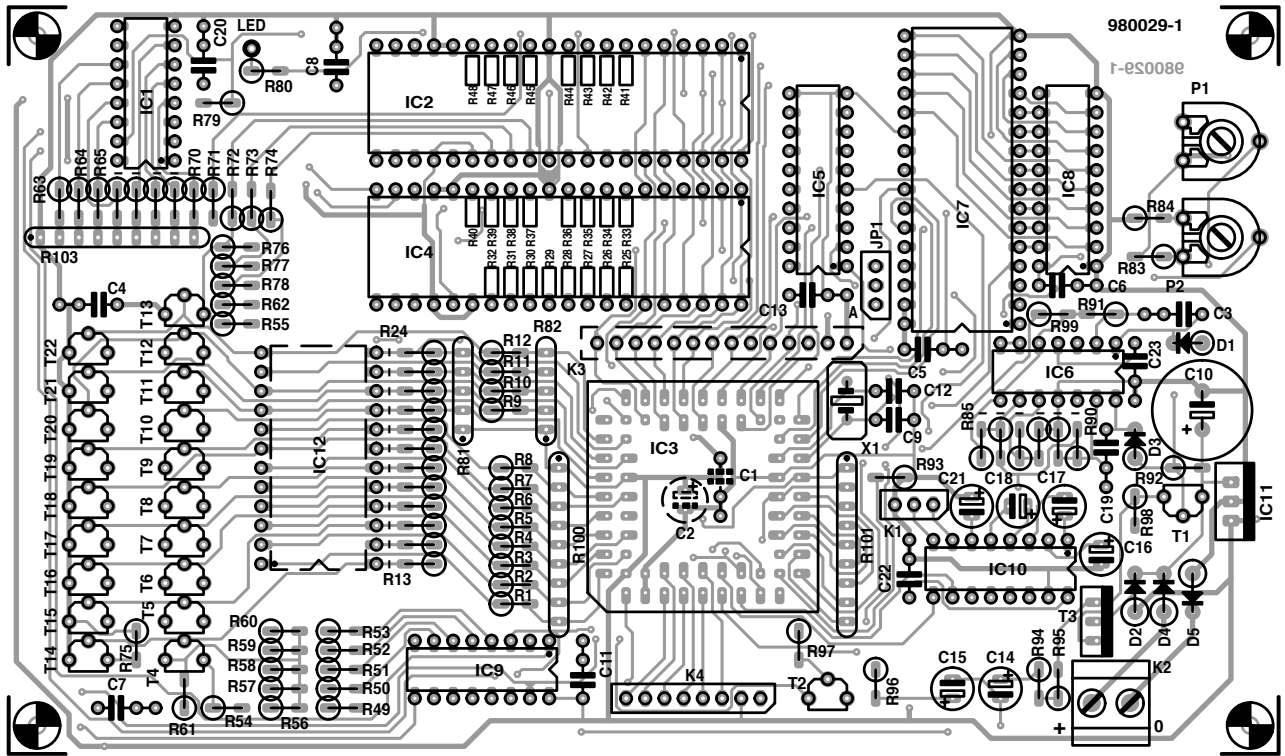 C20
LED
980029-1
980029-1
C8
R80
IC1
R79
IC2
R48
R47
R46
R45
R44
R43
R42
R41
P1
R63
R64
R65
R70
R71
R72
R73
R74
IC5
IC7
IC8
R84
R103
R76
R77
R78
R62
R55
IC4
R40
R39
R38
R37
R36
R35
R34
R33
R32
R31
R30
R29
R28
R27
R26
R25
JP1
A
R83
P2
C4
T13
C13
C6
R91
R99
C3
D1
T22
T12
R24
R12
R11
R10
R9
R82
K3
C5
C12
C9
X1
IC6
C23
C10
+
T21
T11
T20
T10
T19
T9
T18
T8
T17
T7
T16
T6
T15
T5
T14
T4
IC12
R81
R8
R7
R6
R5
R4
R3
R2
R1
R13
R100
IC3
C1
+
C2
R101
R93
R85
R90
D3
R92
C21
C18
C17
C19
R98
T1
IC11
K1
+
+
+
C22
IC10
+
C16
T3
D2
D4
D5
R75
R60
R59
R58
R57
R56
R53
R52
R51
R50
R49
IC9
C11
K4
R97
T2
R96
C15
C14
+
+
R94
R95
K2
+
0
C7
R61
R54